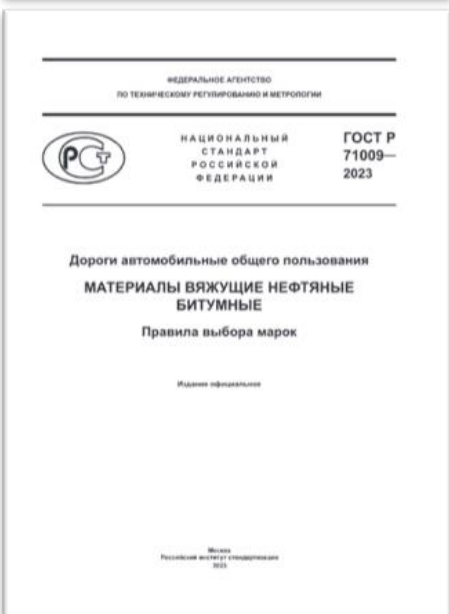 ФЕДЕРАЛЬНОЕ АГЕНТСТВО
ПО ТЕХНИЧЕСКОМУ РЕГУЛИРОВАНИЮ И МЕТРОЛОГИИ
НАЦИОНАЛЬНЫЙ
СТАНДАРТ
РОССИЙСКОЙ
ФЕДЕРАЦИИ
ГОСТ Р
71009—
2023
Дороги автомобильные общего пользования
МАТЕРИАЛЫ ВЯЖУЩИЕ НЕФТЯНЫЕ
БИТУМНЫЕ
Правила выбора марок
Издание официальное
Москва
Российский институт стандартизации
2023